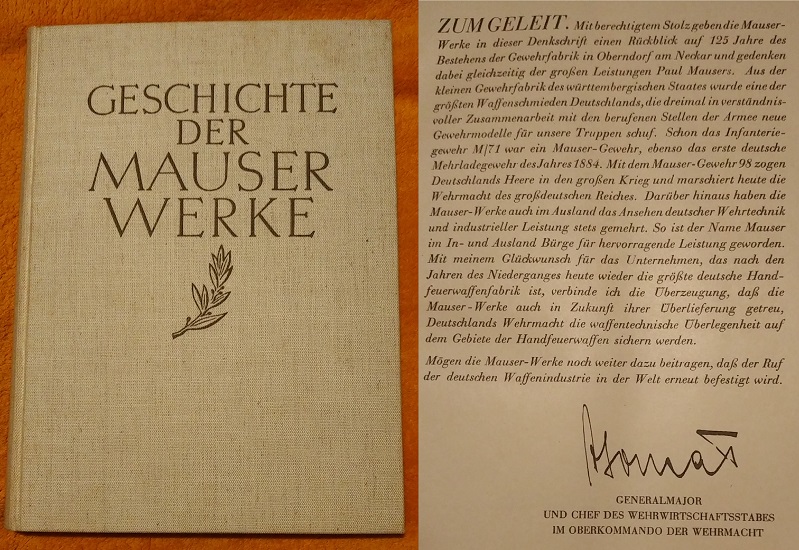 GESCHICHTE
DER
MAUSER
WERKE
ZUM GELEIT. Mit berechtigtem Stolz geben die Mauser-
Werke in dieser Denkschrift einen Rückblick auf 125 Jahre des
Bestehens der Gewehrfabrik in Oberndorf am Neckar und gedenken
dabei gleichzeitig der großen Leistungen Paul Mausers. Aus der
kleinen Gewehrfabrik des württembergischen Staates wurde eine der
größten Waffenschmieden Deutschlands, die dreimal in verständnis-
voller Zusammenarbeit mit den berufenen Stellen der Armee neue
Gewehrmodelle für unsere Truppen schuf. Schon das Infanterie-
gewehr M/71 war ein Mauser-Gewehr, ebenso das erste deutsche
Mehrladegewehr des Jahres 1884. Mit dem Mauser-Gewehr 98 zogen
Deutschlands Heere in den großen Krieg und marschiert heute die
Wehrmacht des großdeutschen Reiches. Darüber hinaus haben die
Mauser-Werke auch im Ausland das Ansehen deutscher Wehrtechnik
und industrieller Leistung stets gemehrt. So ist der Name Mauser
im In- und Ausland Bürge für hervorragende Leistung geworden.
Mit meinem Glückwunsch für das Unternehmen, das nach den
Jahren des Niederganges heute wieder die größte deutsche Hand-
feuerwaffenfabrik ist, verbinde ich die Überzeugung, daß die
Mauser-Werke auch in Zukunft ihrer Überlieferung getreu,
Deutschlands Wehrmacht die waffentechnische Überlegenheit auf
dem Gebiete der Handfeuerwaffen sichern werden.
Mögen die Mauser-Werke noch weiter dazu beitragen, daß der Ruf
der deutschen Waffenindustrie in der Welt erneut befestigt wird.
Thomas
GENERALMAJOR
UND CHEF DES WEHRWIRTSCHAFTSSTABES
IM OBERKOMMANDO DER WEHRMACHT